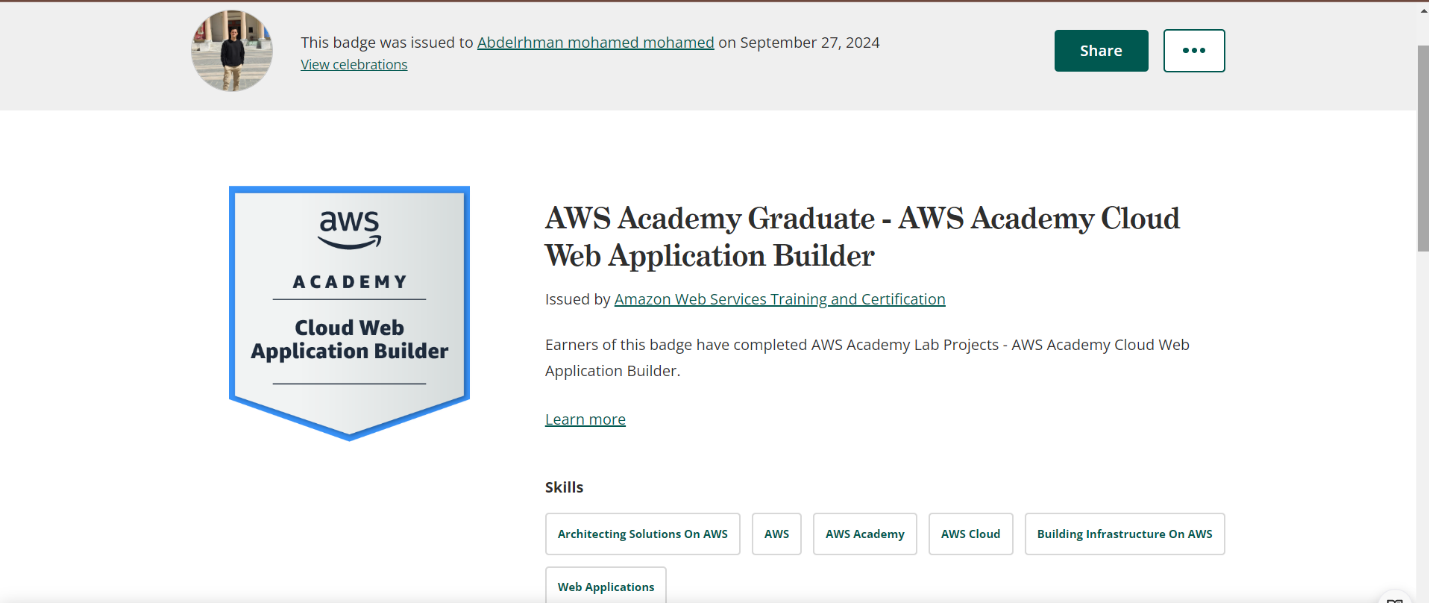 This badge was issued to Abdelrhman mohamed mohamed on September 27, 2024
View celebrations
Share
aws
ACADEMY
Cloud Web
Application Builder
AWS Academy Graduate - AWS Academy Cloud
Web Application Builder
Issued by Amazon Web Services Training and Certification
Earners of this badge have completed AWS Academy Lab Projects - AWS Academy Cloud Web
Application Builder.
Learn more
Skills
Architecting Solutions On AWS
AWS
AWS Academy
AWS Cloud
Building Infrastructure On AWS
Web Applications